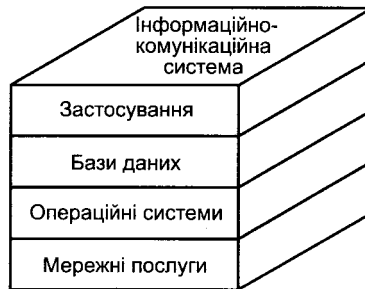 Інформаційно-
комунікаційна
система
Застосування
Бази даних
Операційні системи
Мережні послуги